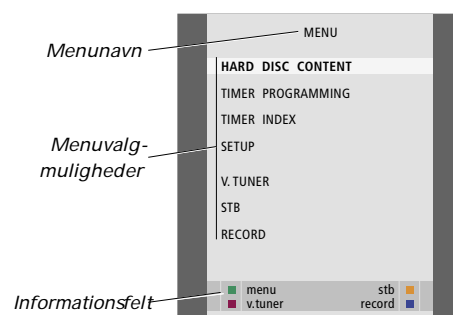 MENU
Menunavn
HARD DISC CONTENT
TIMER PROGRAMMING
TIMER INDEX
Menuvalg-
muligheder
SETUP
V. TUNER
STB
RECORD
Informationsfelt
menu stb
v.tuner record